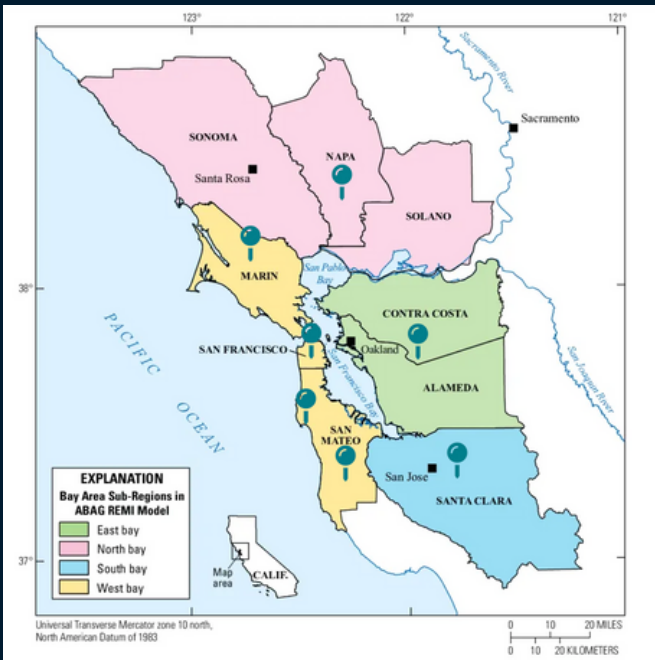 123°
122°
121°
Sacramento River
Sacramento
SONOMA
NAPA
Santa Rosa
SOLANO
MARIN
San Pablo
Bay
38°
CONTRA COSTA
SAN FRANCISCO
Oakland
San Francisco Bay
ALAMEDA
San Joaquin River
PACIFIC OCEAN
SAN
MATEO
San Jose
SANTA CLARA
EXPLANATION
Bay Area Sub-Regions in
ABAG REMI Model
East bay
North bay
South bay
West bay
37°
Map
area
CALIF.
Universal Transverse Mercator zone 10 north,
North American Datum of 1983
0 10 20 MILES
0 10 20 KILOMETERS